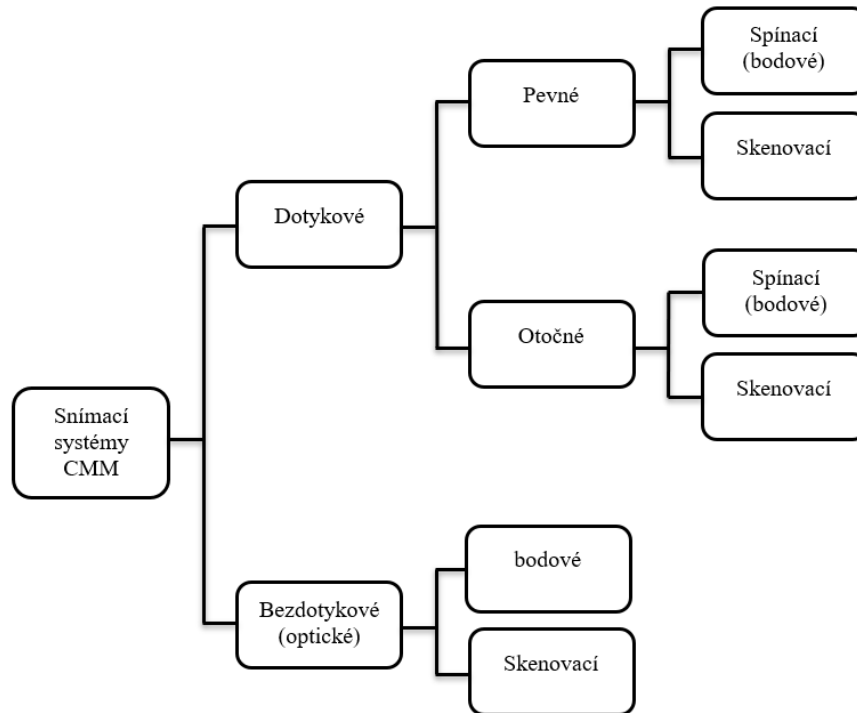 Snímací
systémy
CMM
Dotykové
Pevné
Spínací
(bodové)
Skenovací
Otočné
Spínací
(bodové)
Skenovací
Bezdotykové
(optické)
bodové
Skenovací